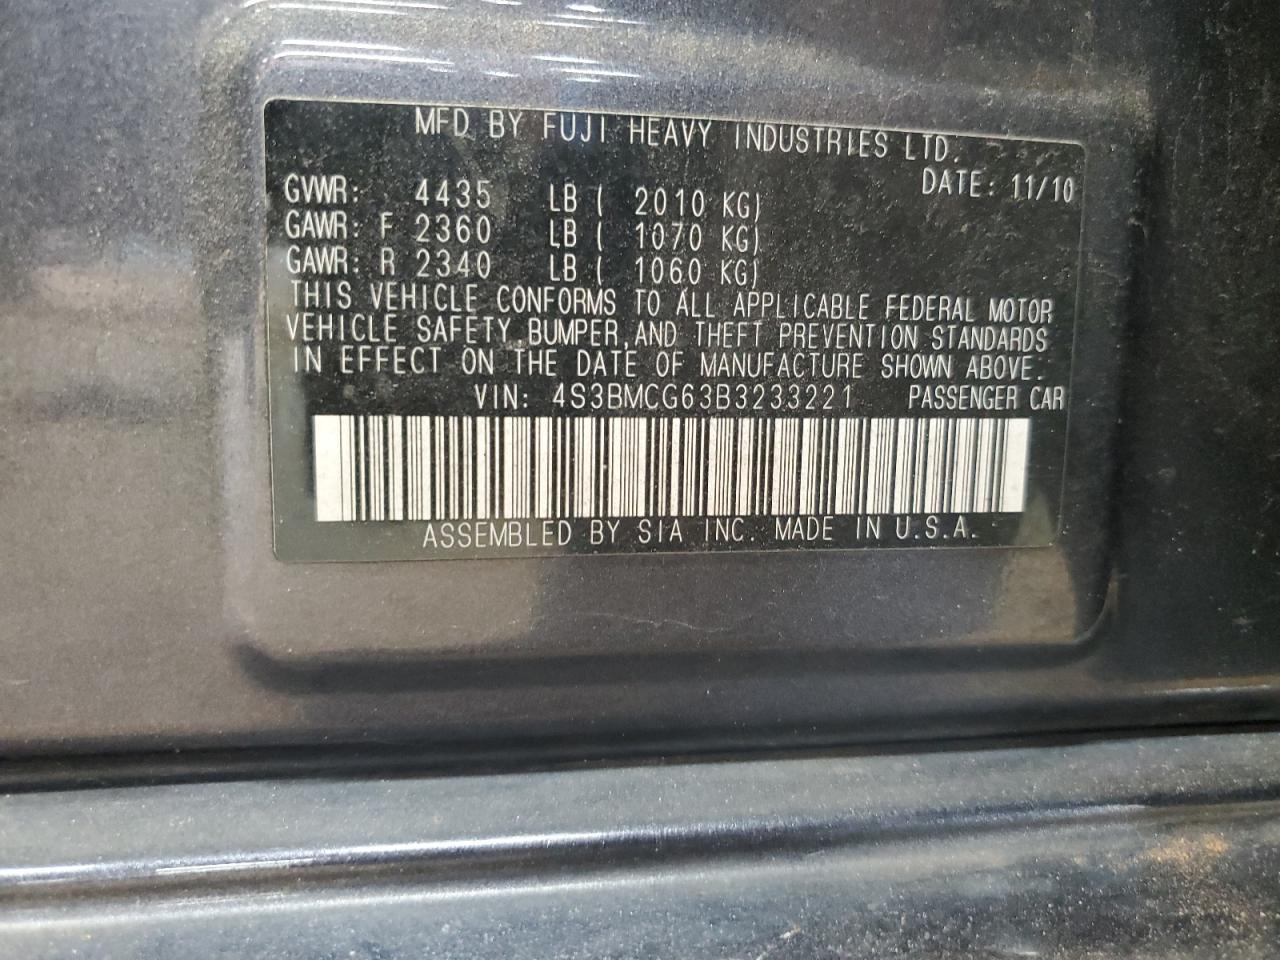 MFD BY FUJI HEAVY INDUSTRIES LTD.
DATE: 11/10
GVWR: 4435 LB ( 2010 KG)
GAWR: F 2360 LB ( 1070 KG)
GAWR: R 2340 LB ( 1060 KG)
THIS VEHICLE CONFORMS TO ALL APPLICABLE FEDERAL MOTOR
VEHICLE SAFETY,BUMPER,AND THEFT PREVENTION STANDARDS
IN EFFECT ON THE DATE OF MANUFACTURE SHOWN ABOVE.
VIN: 4S3BMCG63B3233221 PASSENGER CAR
ASSEMBLED BY SIA INC. MADE IN U.S.A.